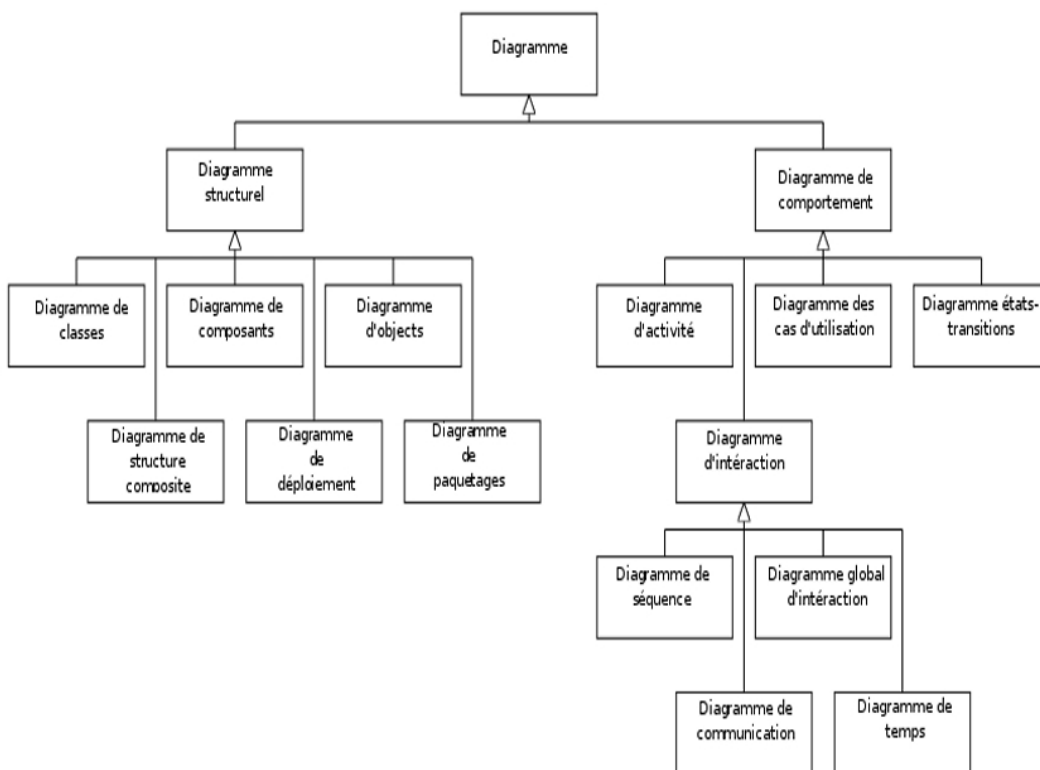 Diagramme
Diagramme
structurel
Diagramme de
comportement
Diagramme de
classes
Diagramme de
composants
Diagramme
d'objects
Diagramme
d'activité
Diagramme des
cas d'utilisation
Diagramme états-
transitions
Diagramme de
structure
composite
Diagramme
de
déploiement
Diagramme
de
paquetages
Diagramme
d'intéraction
Diagramme de
séquence
Diagramme global
d'intéraction
Diagramme de
communication
Diagramme de
temps